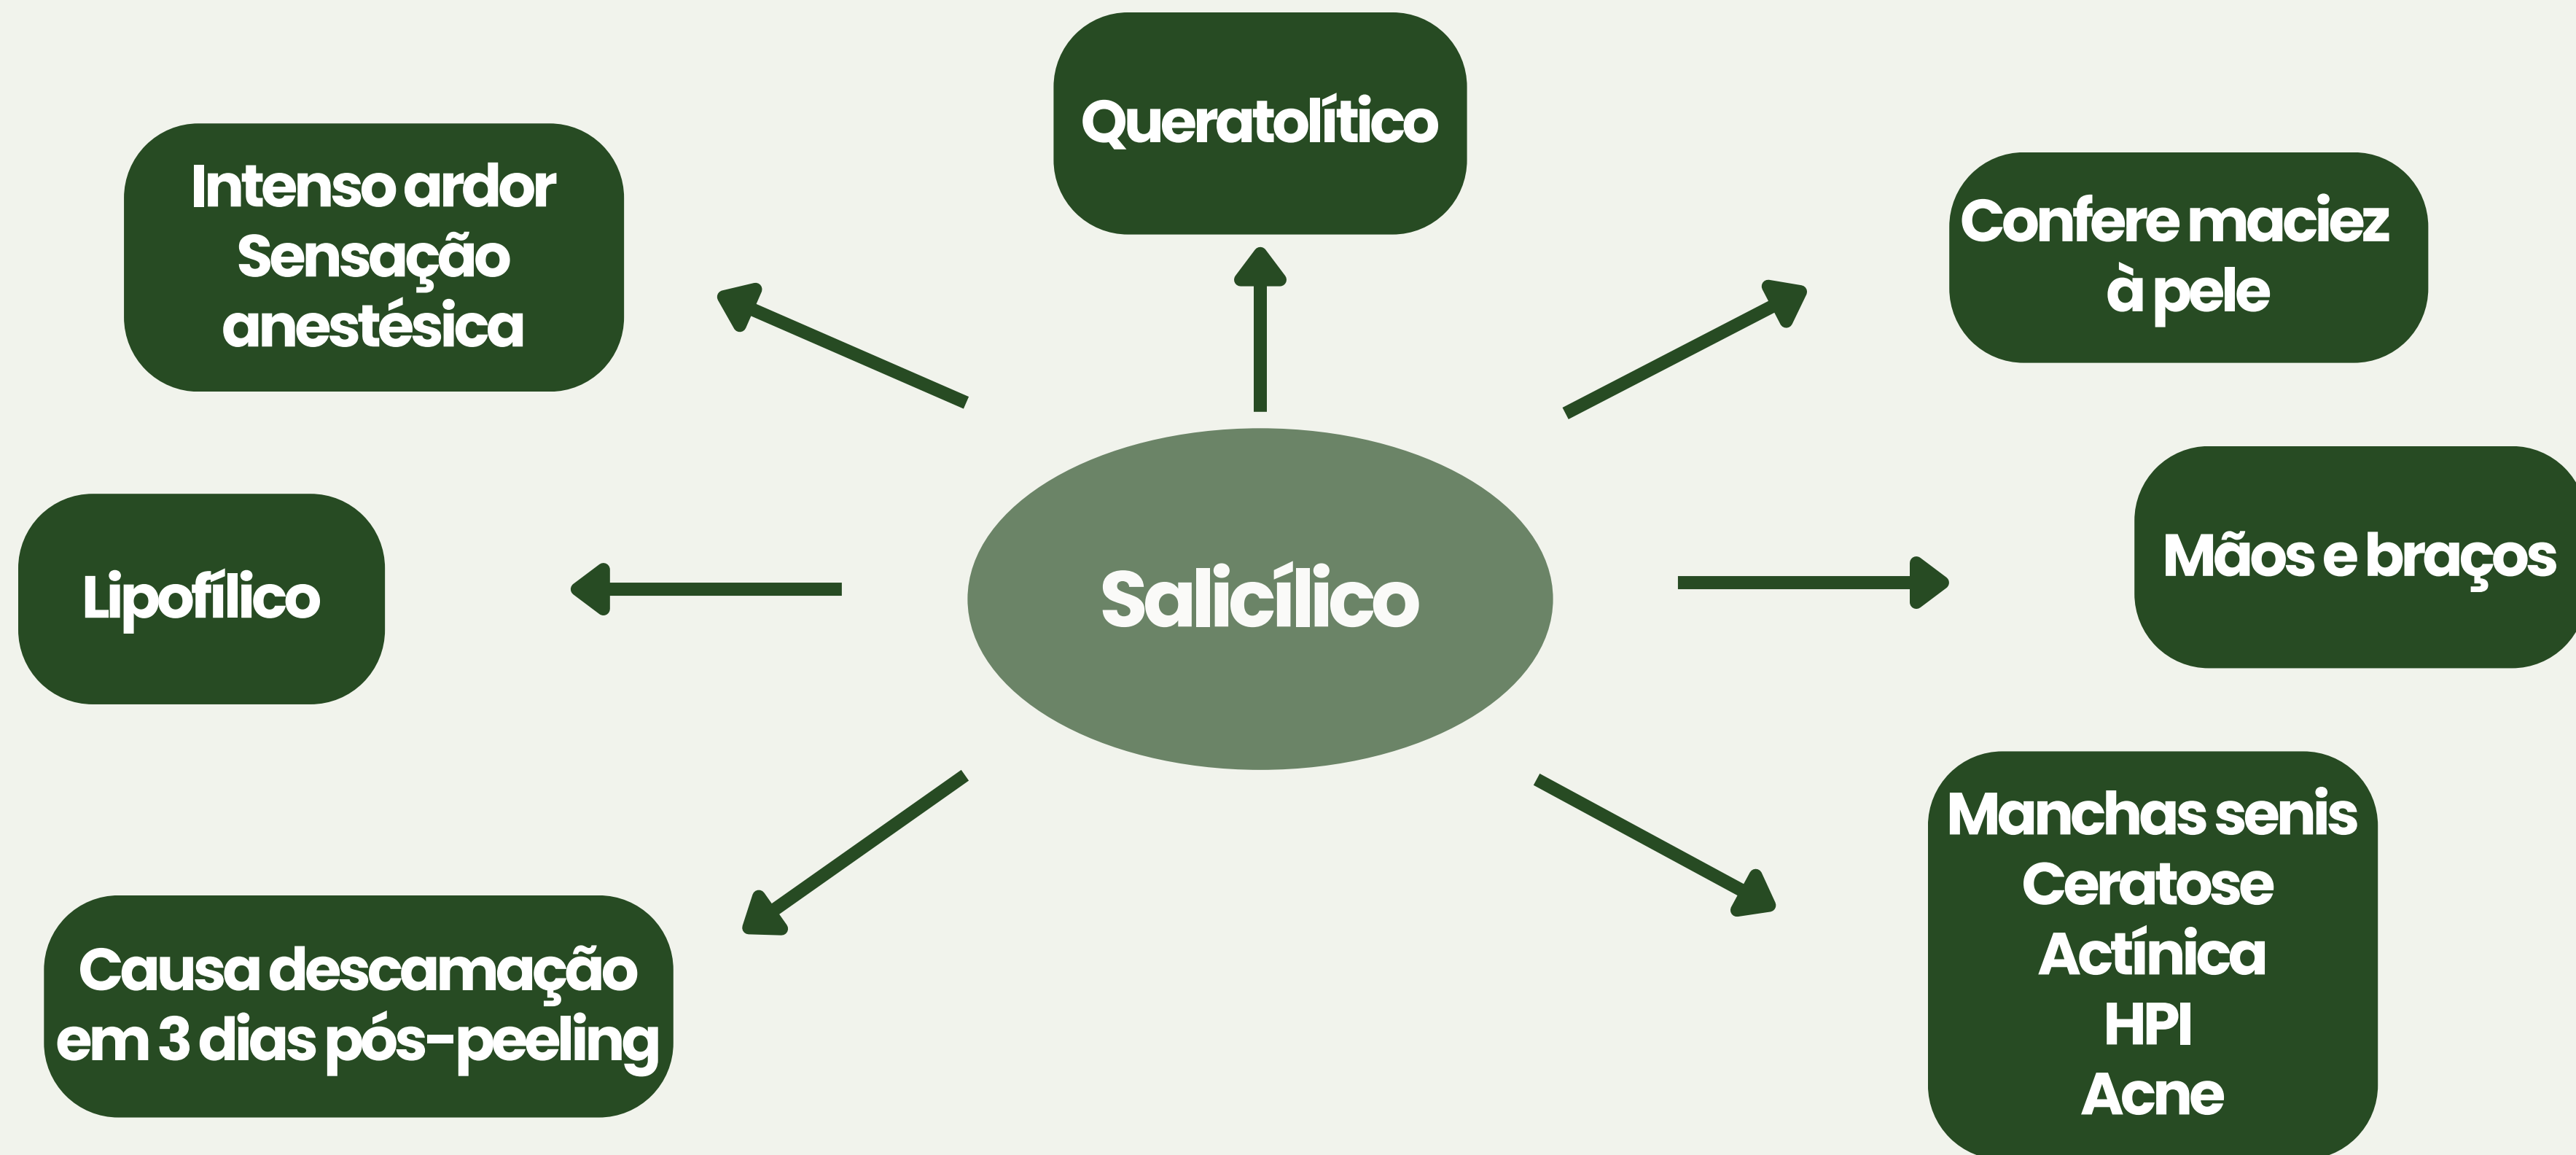 Queratolítico
Intenso ardor
Sensação
anestésica
Confere maciez
à pele
Lipofílico
Salicílico
Mãos e braços
Causa descamação
em 3 dias pós-peeling
Manchas senis
Ceratose
Actínica
HPI
Acne